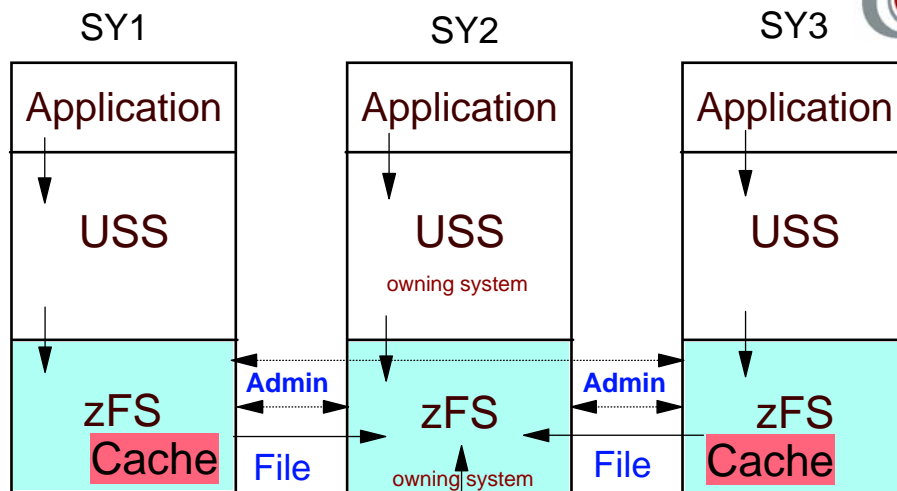 SY1 SY2 SY3
Application Application Application
USS USS USS
owning system
Admin Admin
zFS zFS zFS
Cache File File Cache
owning system